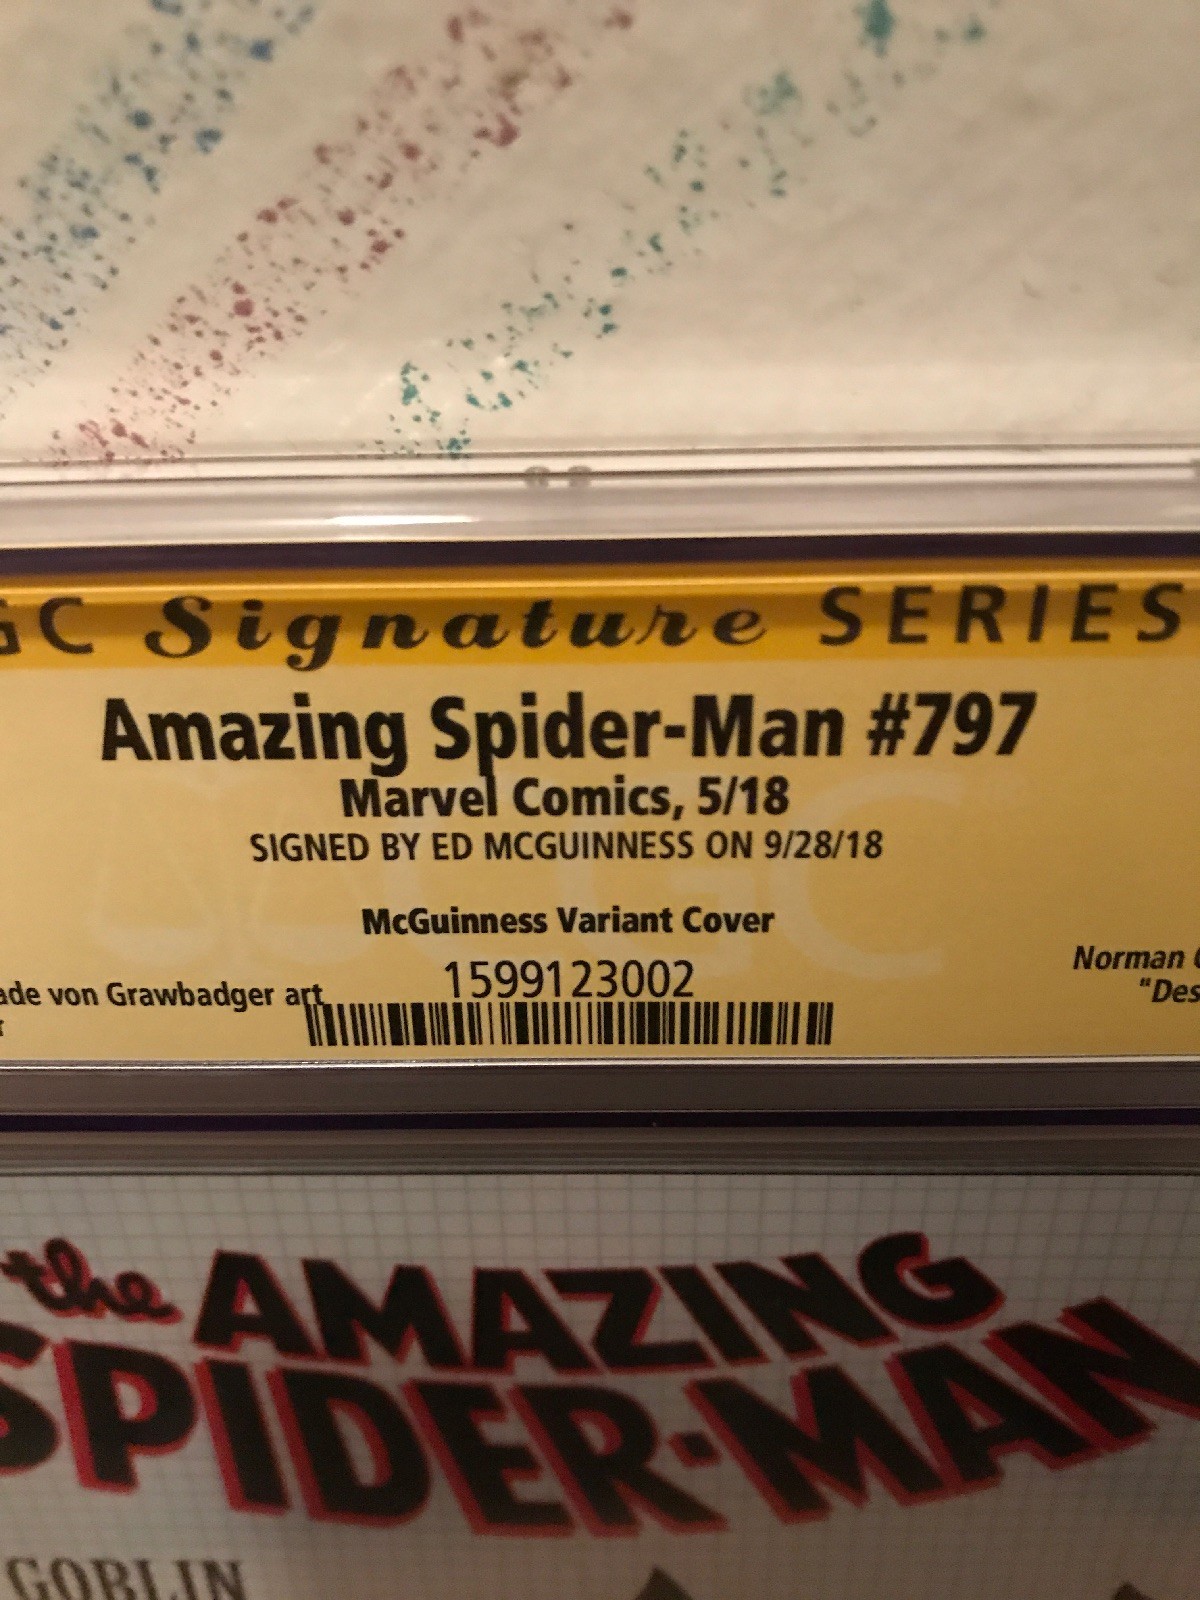 GC Signature SERIES
Amazing Spider-Man #797
Marvel Comics, 5/18
SIGNED BY ED MCGUINNESS ON 9/28/18
McGuinness Variant Cover
Norman
"Des
1599123002
ade von Grawbadger art
the AMAZING
SPIDER-MAN
GOBLIN